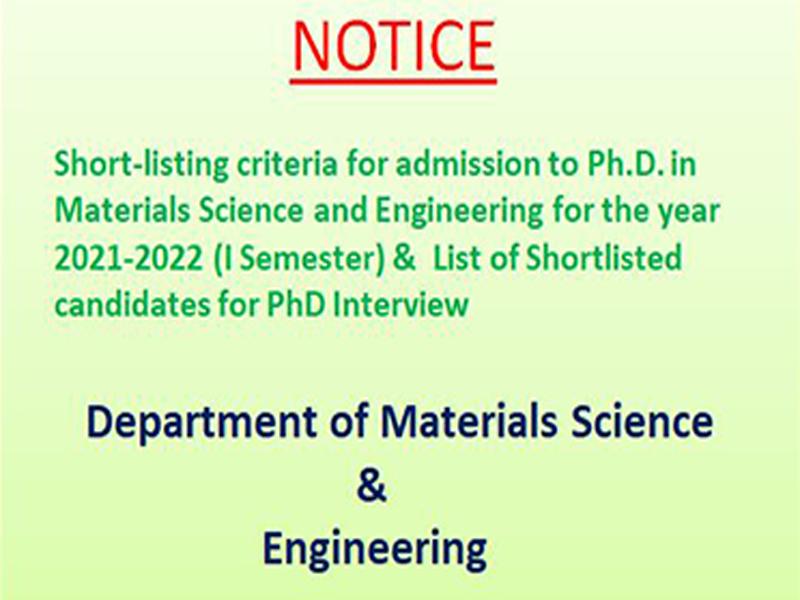 NOTICE
Short-listing criteria for admission to Ph.D. in
Materials Science and Engineering for the year
2021-2022 (I Semester) & List of Shortlisted
candidates for PhD Interview
Department of Materials Science
&
Engineering